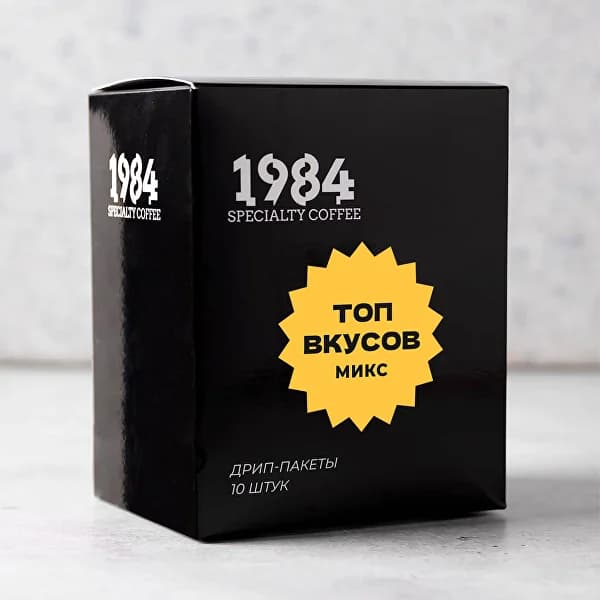 1984
SPECIALTY COFFEE
1984
SPECIALTY COFFEE
ТОП
ВКУСОВ
МИКС
ДРИП-ПАКЕТЫ
10 ШТУК